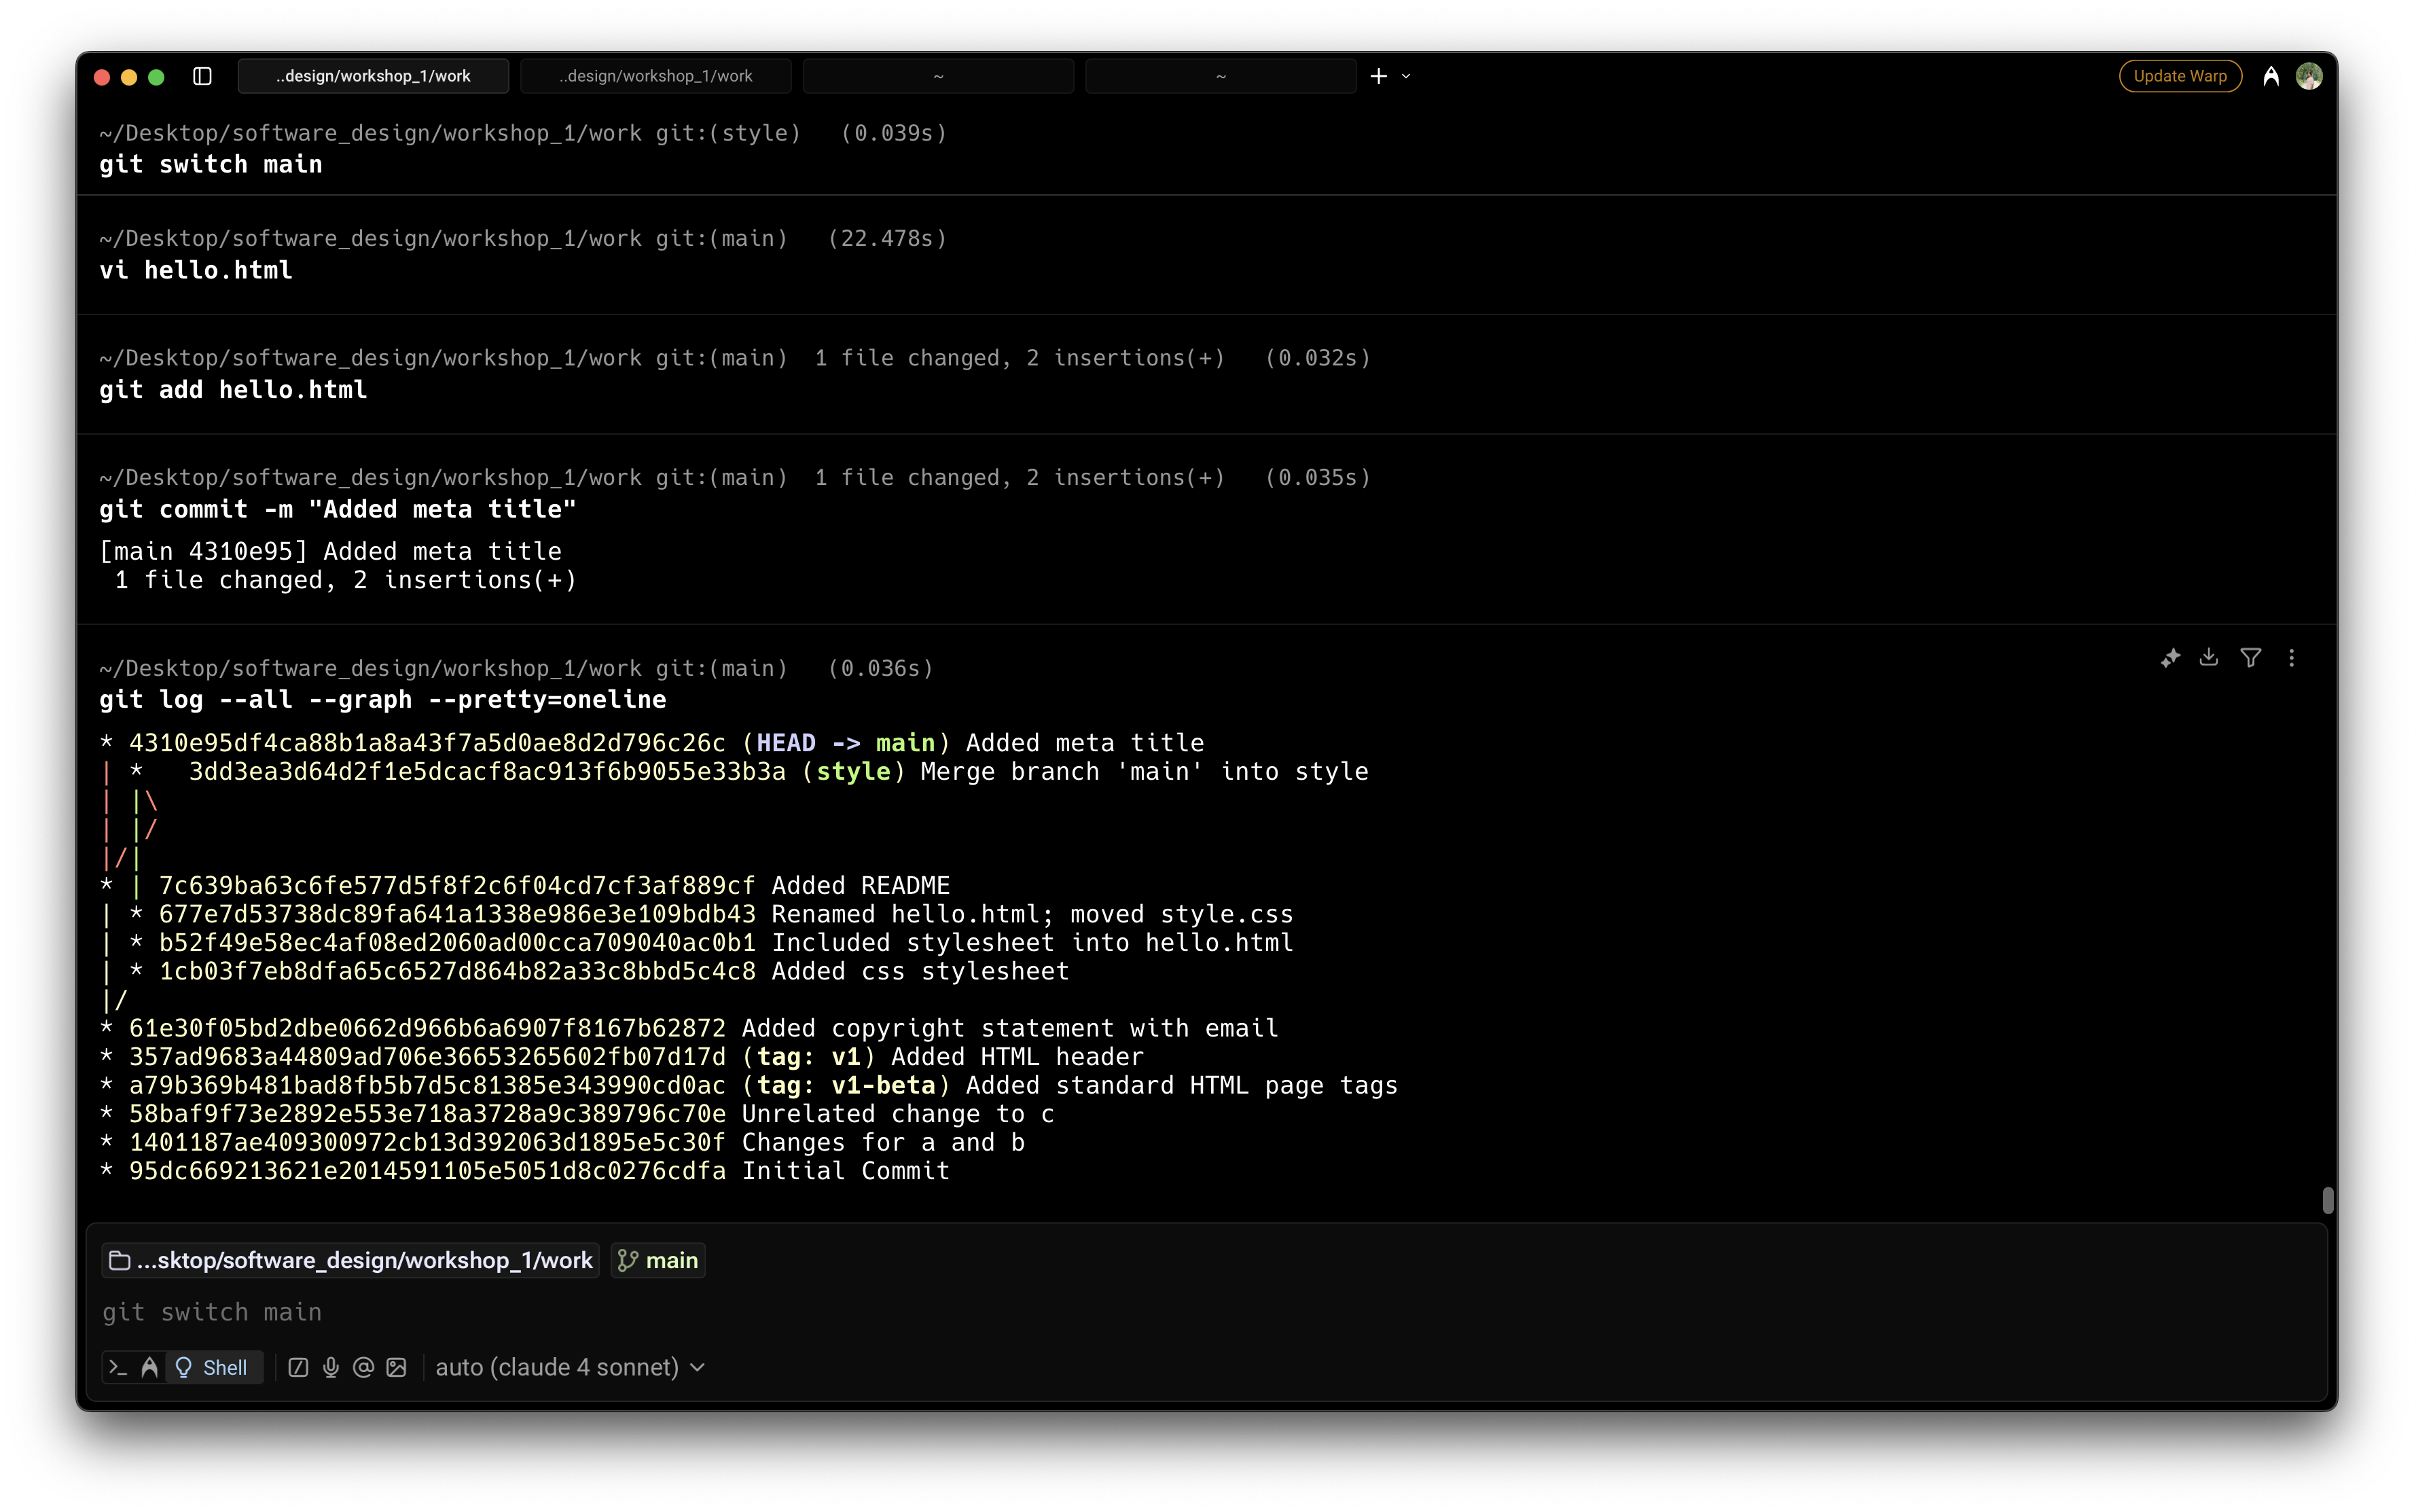 ..design/workshop_1/work
..design/workshop_1/work
~
~
Update Warp
~/Desktop/software_design/workshop_1/work git:(style) (0.039s)
git switch main
~/Desktop/software_design/workshop_1/work git:(main) (22.478s)
vi hello.html
~/Desktop/software_design/workshop_1/work git:(main) 1 file changed, 2 insertions(+) (0.032s)
git add hello.html
~/Desktop/software_design/workshop_1/work git:(main) 1 file changed, 2 insertions(+) (0.035s)
git commit -m "Added meta title"
[main 4310e95] Added meta title
 1 file changed, 2 insertions(+)
~/Desktop/software_design/workshop_1/work git:(main) (0.036s)
git log --all --graph --pretty=oneline
* 4310e95df4ca88b1a8a43f7a5d0ae8d2d796c26c (HEAD -> main) Added meta title
| *   3dd3ea3d64d2f1e5dcacf8ac913f6b9055e33b3a (style) Merge branch 'main' into style
| |\
| |/
|/|
* | 7c639ba63c6fe577d5f8f2c6f04cd7cf3af889cf Added README
| * 677e7d53738dc89fa641a1338e986e3e109bdb43 Renamed hello.html; moved style.css
| * b52f49e58ec4af08ed2060ad00cca709040ac0b1 Included stylesheet into hello.html
| * 1cb03f7eb8dfa65c6527d864b82a33c8bbd5c4c8 Added css stylesheet
|/
* 61e30f05bd2dbe0662d966b6a6907f8167b62872 Added copyright statement with email
* 357ad9683a44809ad706e36653265602fb07d17d (tag: v1) Added HTML header
* a79b369b481bad8fb5b7d5c81385e343990cd0ac (tag: v1-beta) Added standard HTML page tags
* 58baf9f73e2892e553e718a3728a9c389796c70e Unrelated change to c
* 1401187ae409300972cb13d392063d1895e5c30f Changes for a and b
* 95dc669213621e2014591105e5051d8c0276cdfa Initial Commit
...sktop/software_design/workshop_1/work main
git switch main
Shell auto (claude 4 sonnet)